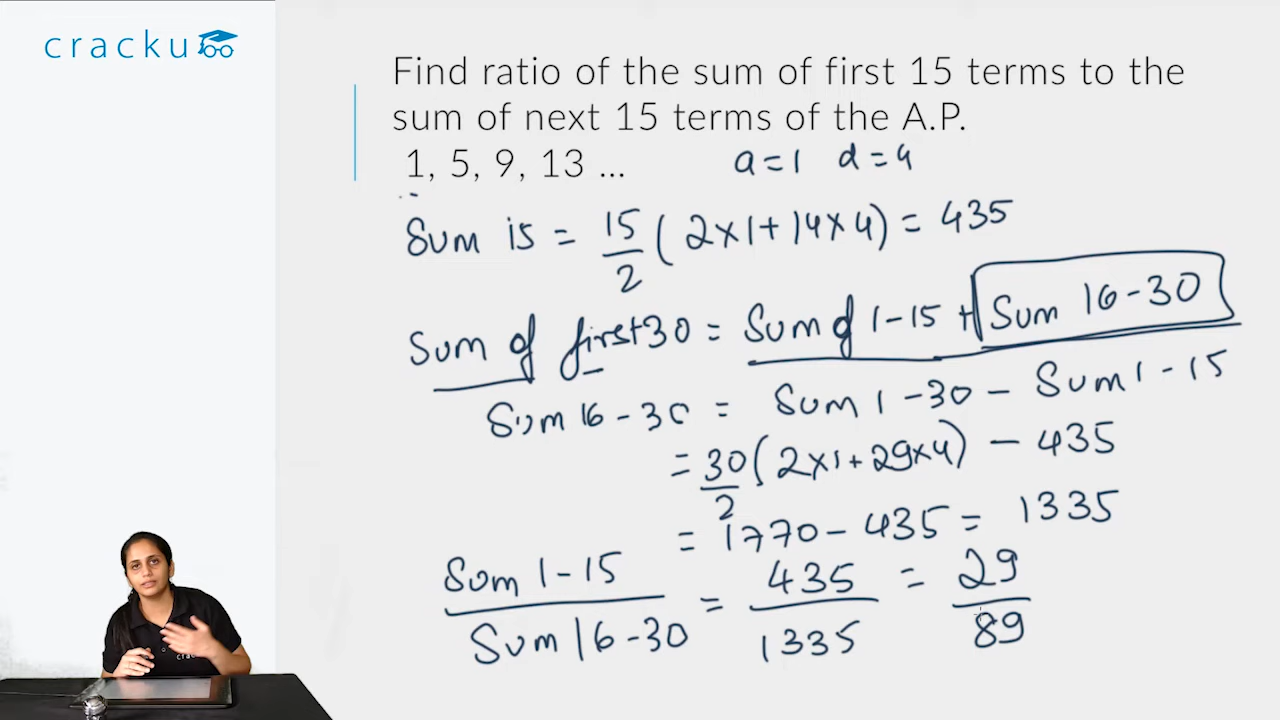 cracku
Find ratio of the sum of first 15 terms to the
sum of next 15 terms of the A.P.
1, 5, 9, 13 ... a = 1 d = 4
Sum 15 = 15/2 ( 2×1 + 14×4) = 435
Sum of first 30 = Sum of 1-15 + Sum 16-30
Sum 16-30 = Sum 1-30 - Sum 1-15
= 30/2 ( 2×1 + 29×4) - 435
= 1770 - 435 = 1335
Sum 1-15 / Sum 16-30 = 435/1335 = 29/89